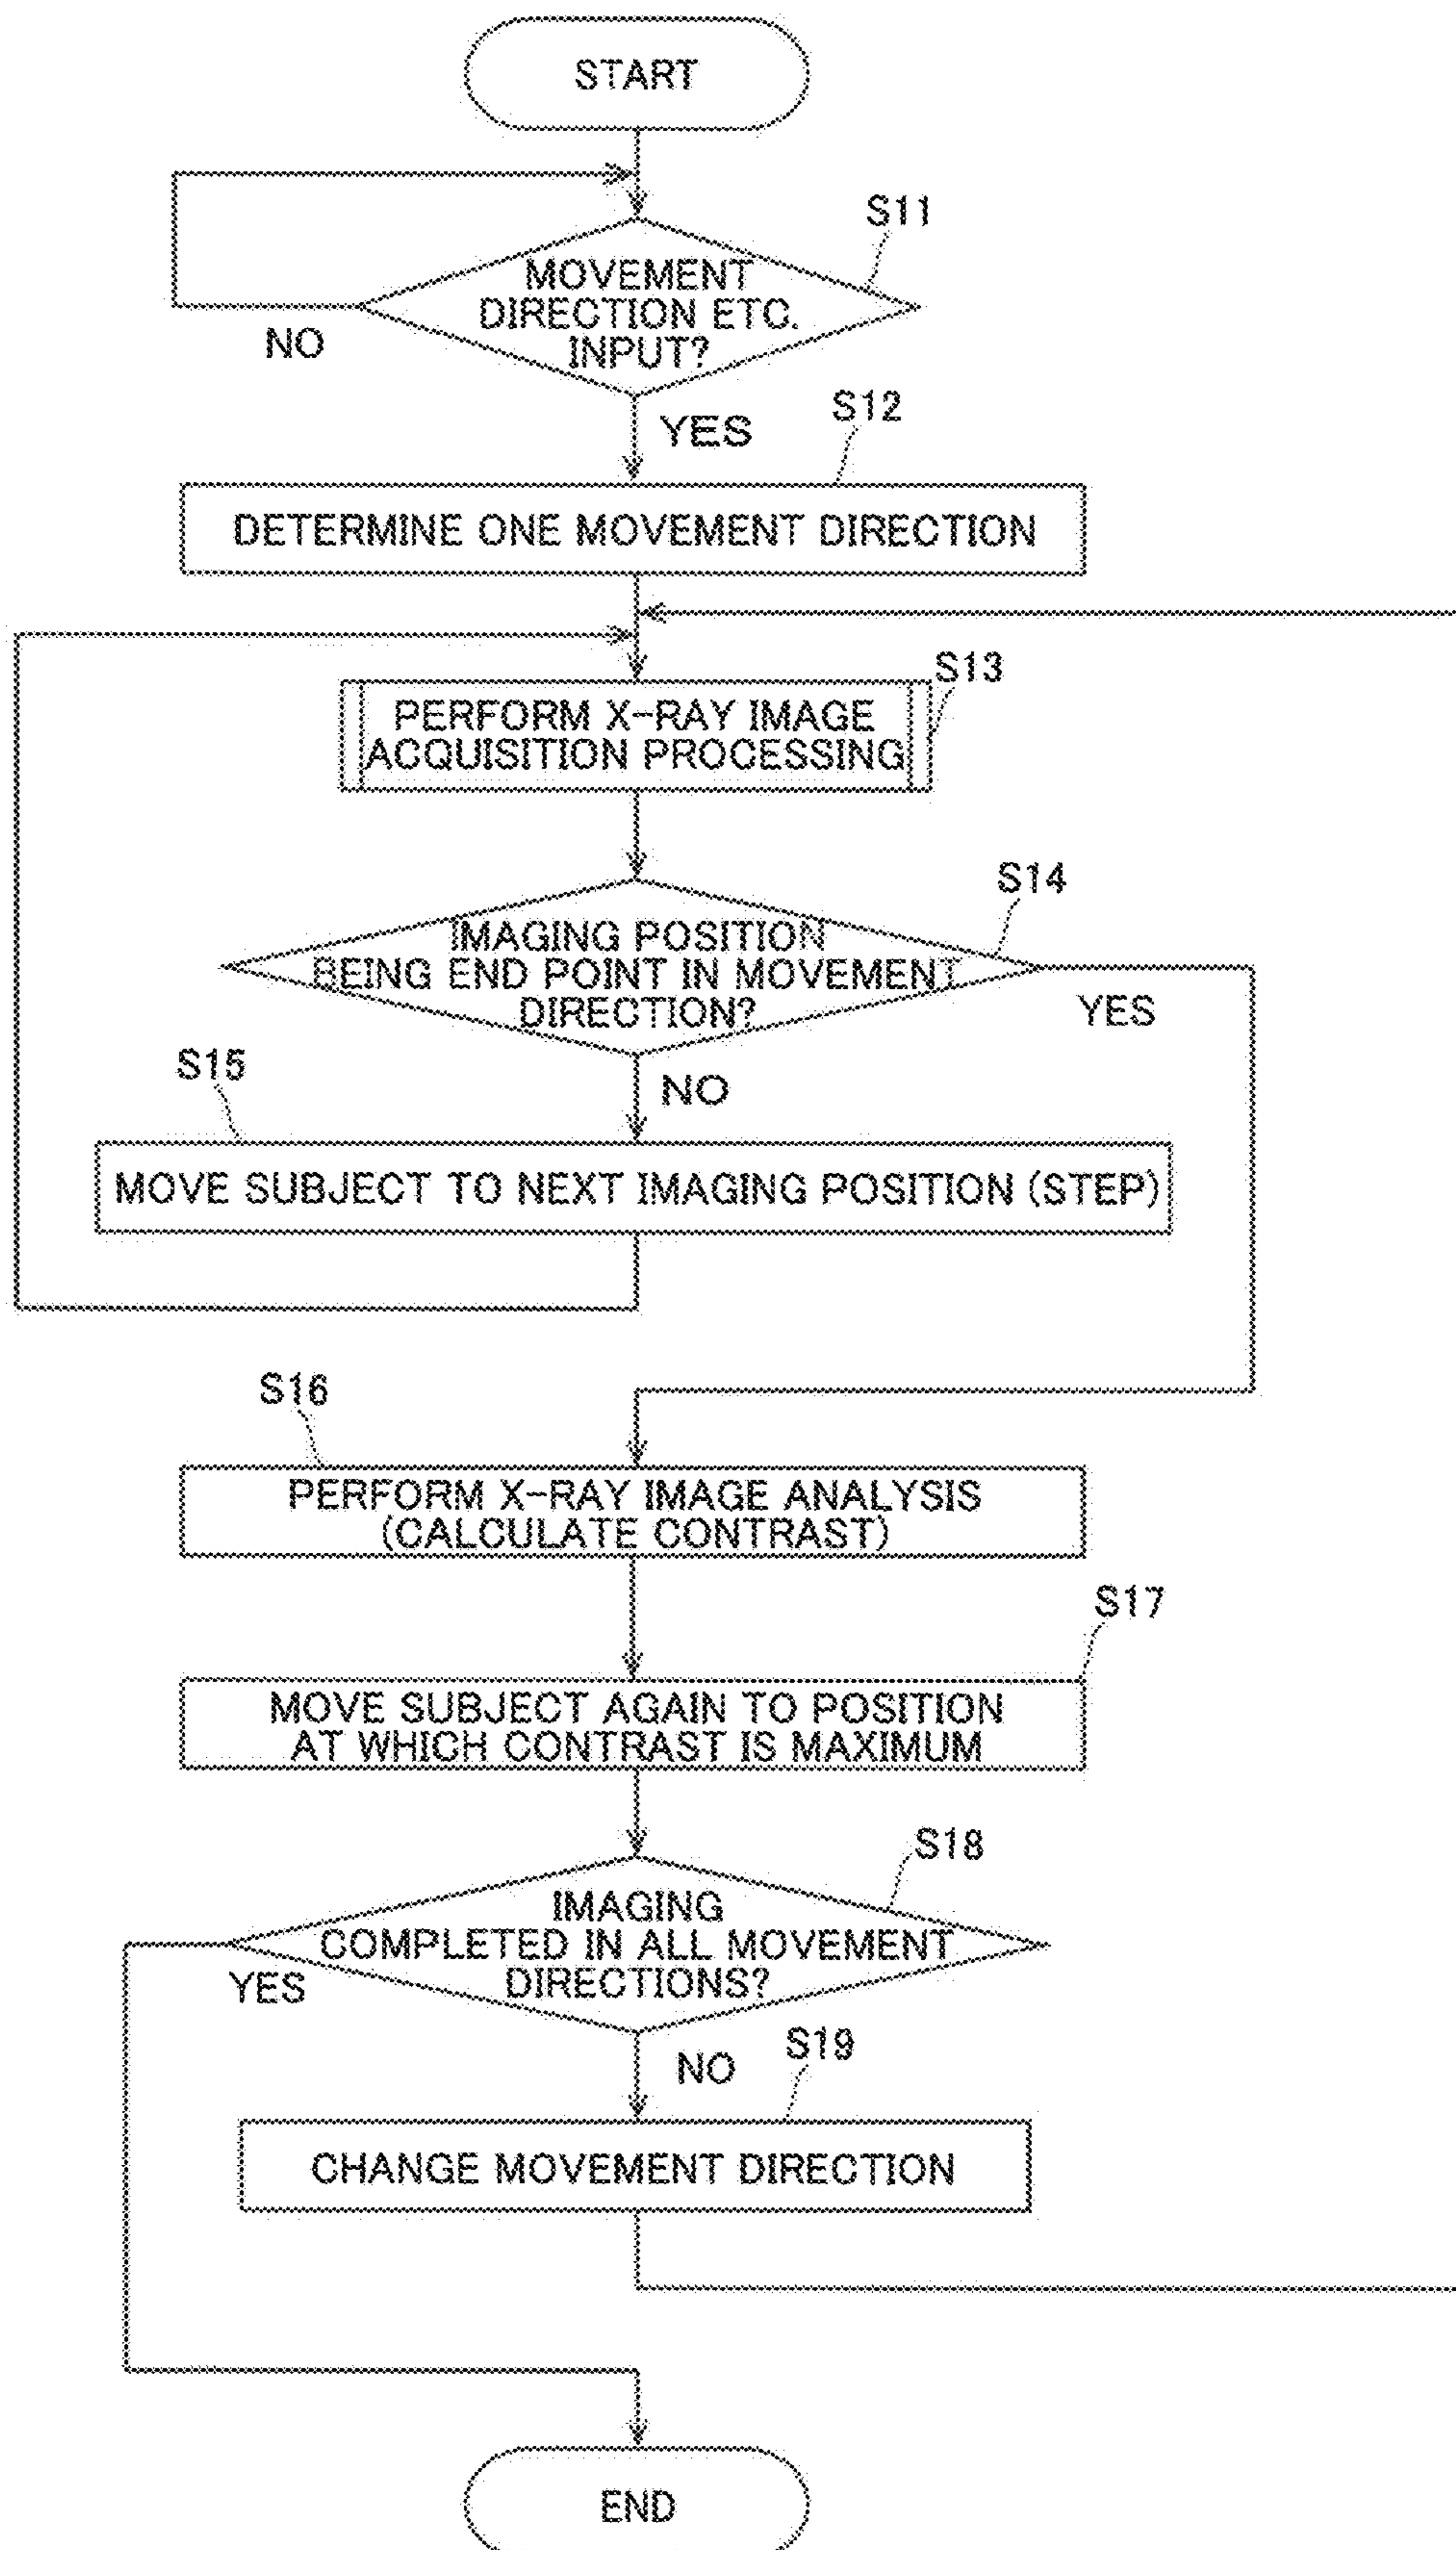 START
S11
MOVEMENT
DIRECTION ETC.
INPUT?
NO
YES
S12
DETERMINE ONE MOVEMENT DIRECTION
S13
PERFORM X-RAY IMAGE
ACQUISITION PROCESSING
S14
IMAGING POSITION
BEING END POINT IN MOVEMENT
DIRECTION?
YES
NO
S15
MOVE SUBJECT TO NEXT IMAGING POSITION (STEP)
S16
PERFORM X-RAY IMAGE ANALYSIS
(CALCULATE CONTRAST)
S17
MOVE SUBJECT AGAIN TO POSITION
AT WHICH CONTRAST IS MAXIMUM
S18
IMAGING
COMPLETED IN ALL MOVEMENT
DIRECTIONS?
YES
NO
S19
CHANGE MOVEMENT DIRECTION
END